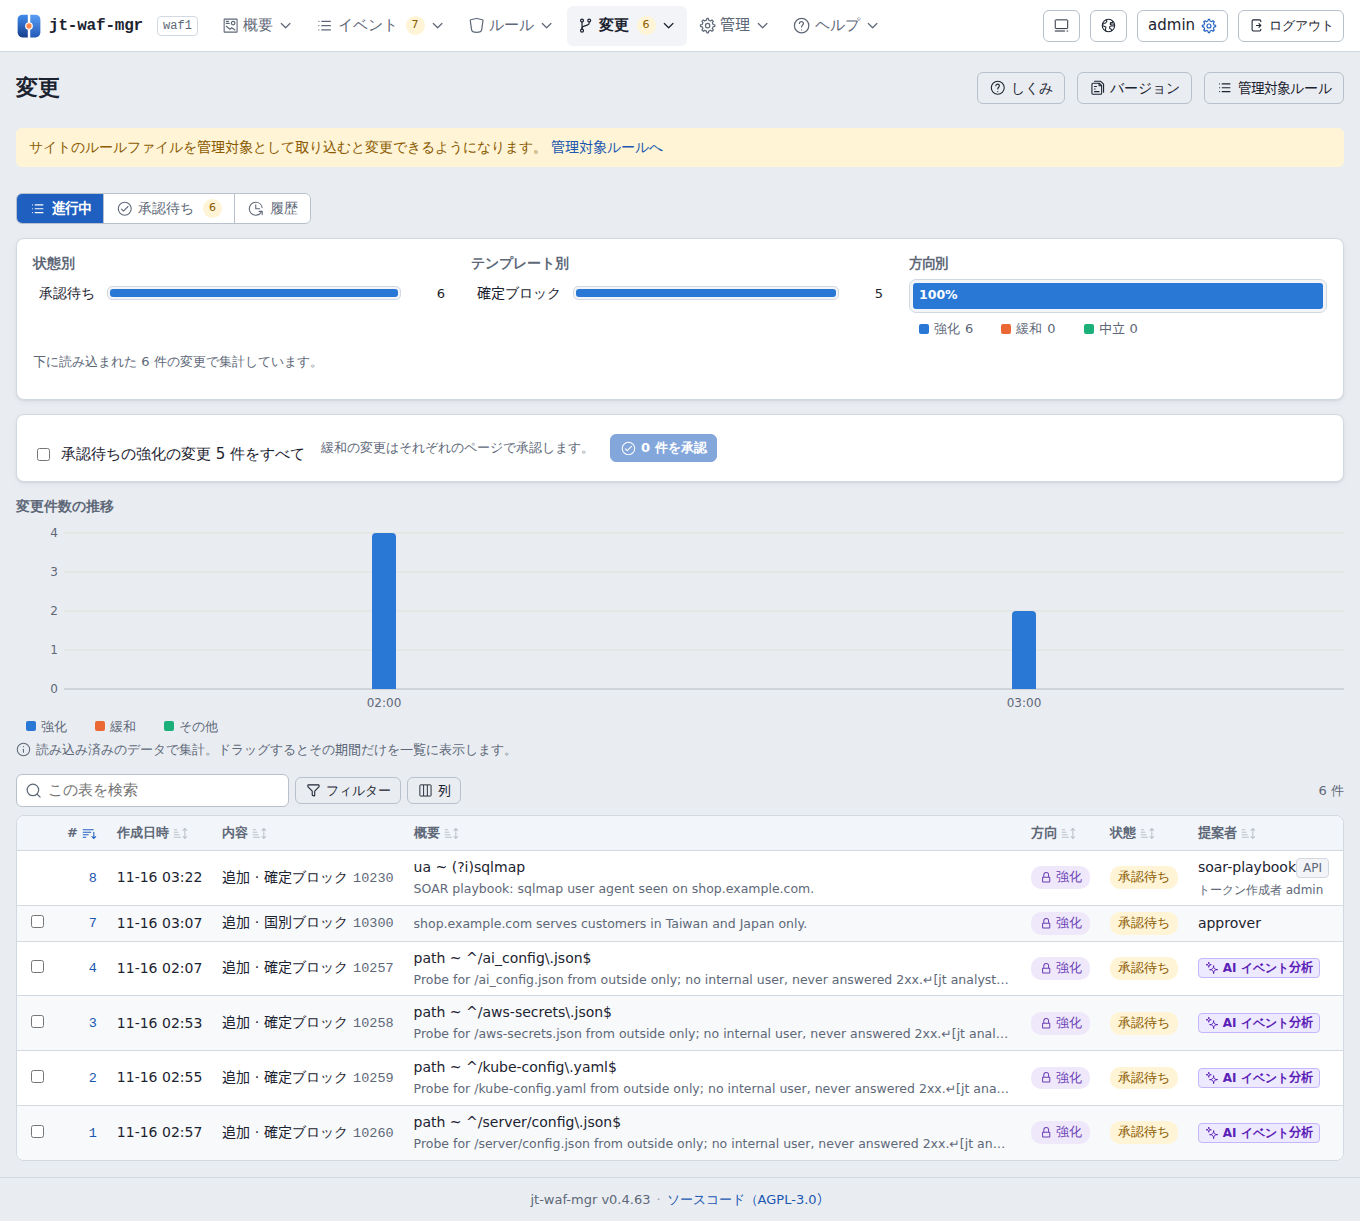 jt-waf-mgr waf1 概要 イベント 7 ルール 変更 6 管理 ヘルプ admin ログアウト
変更 しくみ バージョン 管理対象ルール
サイトのルールファイルを管理対象として取り込むと変更できるようになります。 管理対象ルールへ
進行中 承認待ち 6 履歴
状態別 テンプレート別 方向別
承認待ち 6 確定ブロック 5 100%
強化 6 緩和 0 中立 0
下に読み込まれた 6 件の変更で集計しています。
承認待ちの強化の変更 5 件をすべて 緩和の変更はそれぞれのページで承認します。 0 件を承認
変更件数の推移
4
3
2
1
0
02:00 03:00
強化 緩和 その他
読み込み済みのデータで集計。ドラッグするとその期間だけを一覧に表示します。
この表を検索 フィルター 列 6 件
# 作成日時 内容 概要 方向 状態 提案者
8 11-16 03:22 追加 · 確定ブロック 10230 ua ~ (?i)sqlmap 強化 承認待ち soar-playbook API
SOAR playbook: sqlmap user agent seen on shop.example.com. トークン作成者 admin
7 11-16 03:07 追加 · 国別ブロック 10300 shop.example.com serves customers in Taiwan and Japan only. 強化 承認待ち approver
4 11-16 02:07 追加 · 確定ブロック 10257 path ~ ^/ai_config\.json$ 強化 承認待ち AI イベント分析
Probe for /ai_config.json from outside only; no internal user, never answered 2xx.↵[jt analyst…
3 11-16 02:53 追加 · 確定ブロック 10258 path ~ ^/aws-secrets\.json$ 強化 承認待ち AI イベント分析
Probe for /aws-secrets.json from outside only; no internal user, never answered 2xx.↵[jt anal…
2 11-16 02:55 追加 · 確定ブロック 10259 path ~ ^/kube-config\.yaml$ 強化 承認待ち AI イベント分析
Probe for /kube-config.yaml from outside only; no internal user, never answered 2xx.↵[jt ana…
1 11-16 02:57 追加 · 確定ブロック 10260 path ~ ^/server/config\.json$ 強化 承認待ち AI イベント分析
Probe for /server/config.json from outside only; no internal user, never answered 2xx.↵[jt an…
jt-waf-mgr v0.4.63 · ソースコード（AGPL-3.0）